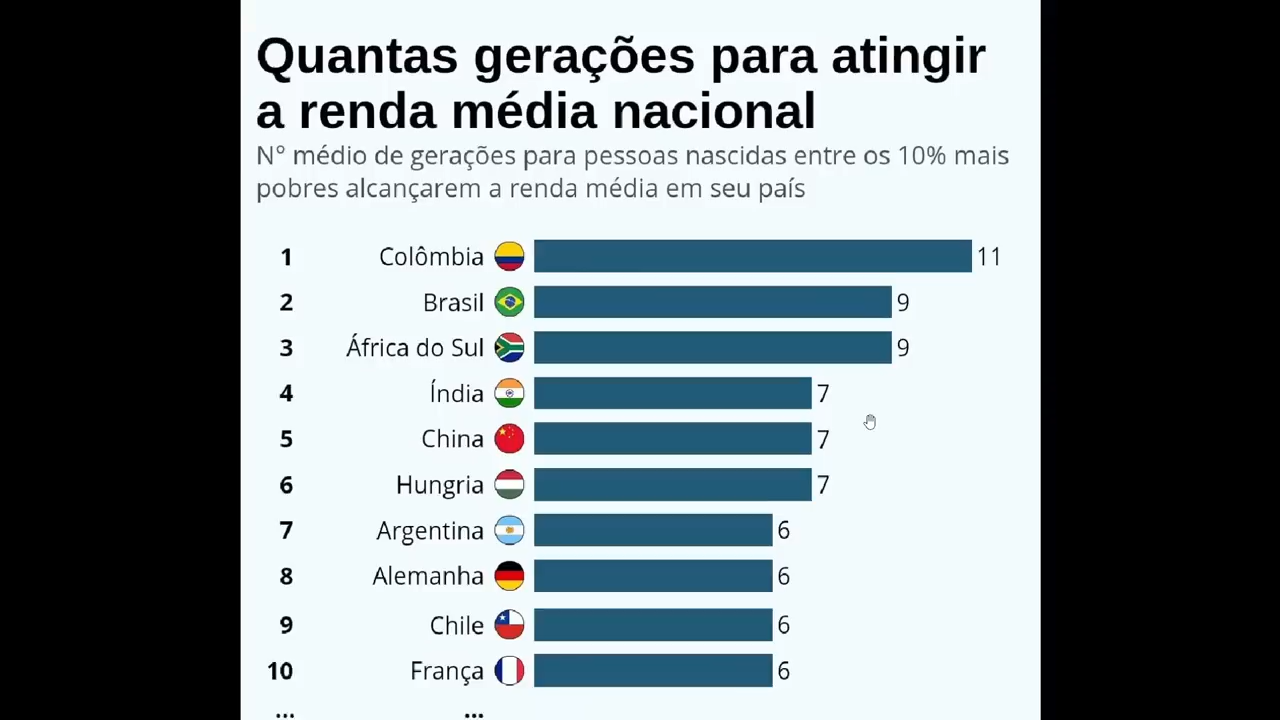 Quantas gerações para atingir
a renda média nacional
N° médio de gerações para pessoas nascidas entre os 10% mais
pobres alcançarem a renda média em seu país
1 Colômbia 11
2 Brasil 9
3 África do Sul 9
4 Índia 7
5 China 7
6 Hungria 7
7 Argentina 6
8 Alemanha 6
9 Chile 6
10 França 6
... ...